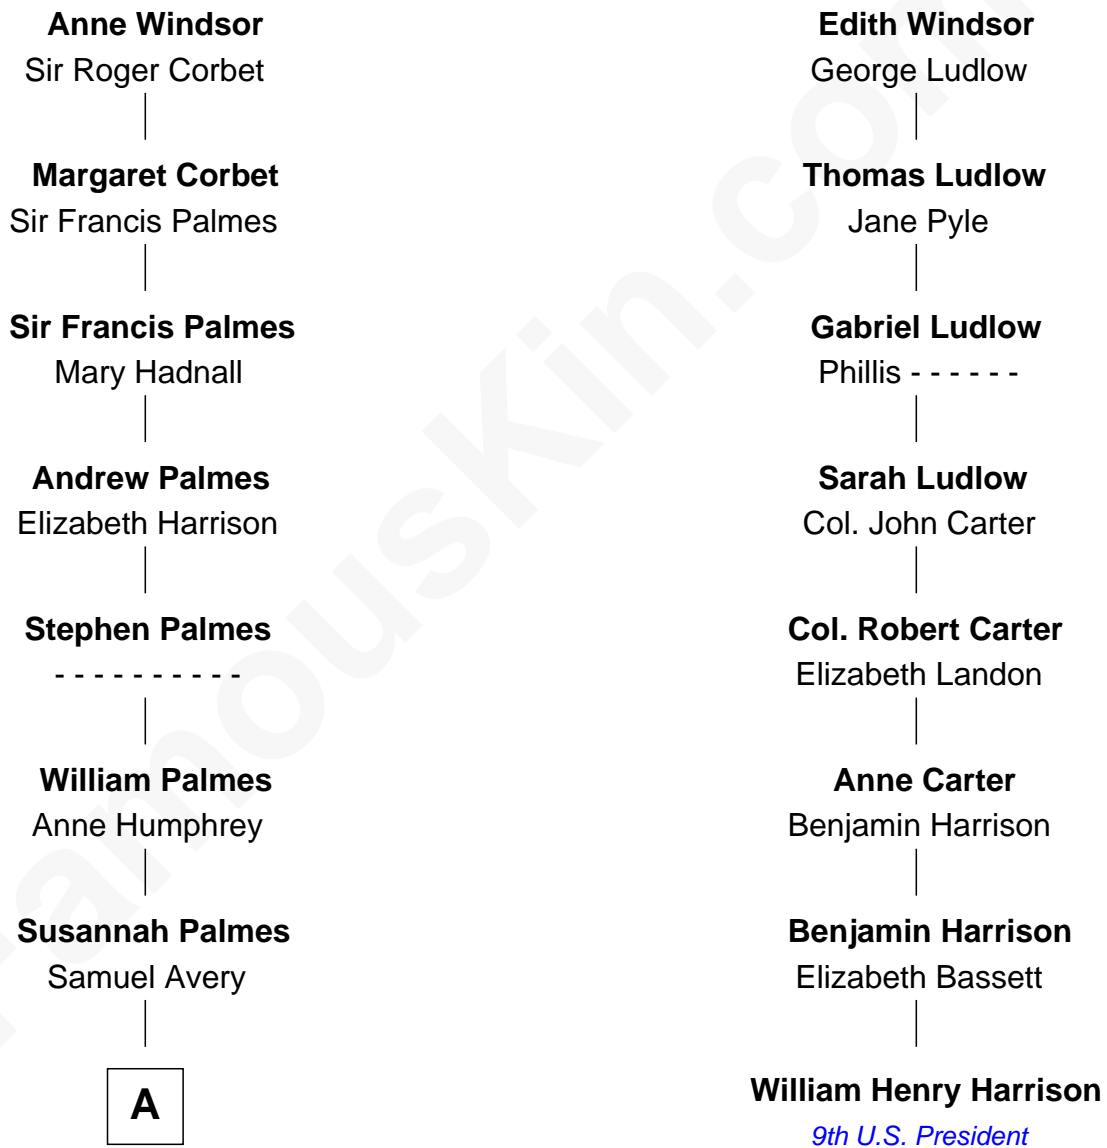 Anne Windsor
Sir Roger Corbet
Margaret Corbet
Sir Francis Palmes
Sir Francis Palmes
Mary Hadnall
Andrew Palmes
Elizabeth Harrison
Stephen Palmes
- - - - - - - - - -
William Palmes
Anne Humphrey
Susannah Palmes
Samuel Avery
A
Edith Windsor
George Ludlow
Thomas Ludlow
Jane Pyle
Gabriel Ludlow
Phillis - - - - - -
Sarah Ludlow
Col. John Carter
Col. Robert Carter
Elizabeth Landon
Anne Carter
Benjamin Harrison
Benjamin Harrison
Elizabeth Bassett
William Henry Harrison
9th U.S. President
FamousKin.com